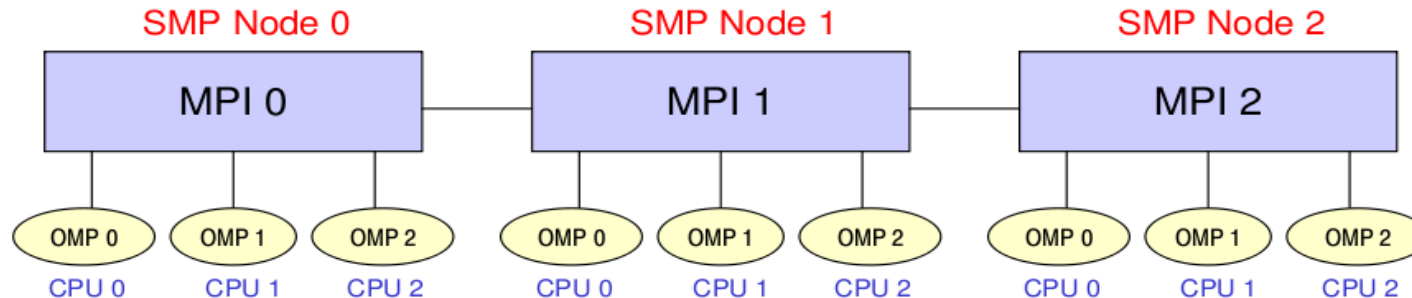 SMP Node 0 SMP Node 1 SMP Node 2
MPI 0 MPI 1 MPI 2
OMP 0 OMP 1 OMP 2 OMP 0 OMP 1 OMP 2 OMP 0 OMP 1 OMP 2
CPU 0 CPU 1 CPU 2 CPU 0 CPU 1 CPU 2 CPU 0 CPU 1 CPU 2